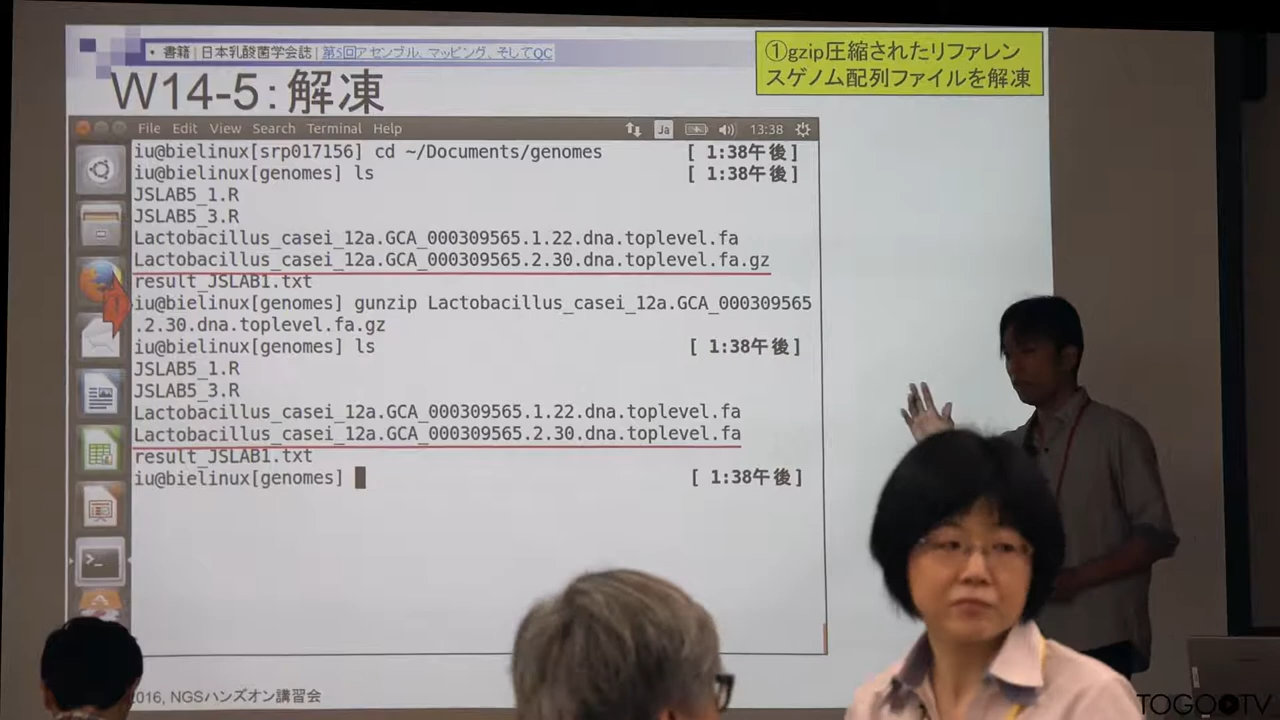 • 書籍 | 日本乳酸菌学会誌 | 第5回アセンブル、マッピング、そしてQC
W14-5：解凍
①gzip圧縮されたリファレン
スゲノム配列ファイルを解凍
File Edit View Search Terminal Help
Ja 13:38
iu@bielinux[srp017156] cd ~/Documents/genomes [ 1:38午後]
iu@bielinux[genomes] ls [ 1:38午後]
JSLAB5_1.R
JSLAB5_3.R
Lactobacillus_casei_12a.GCA_000309565.1.22.dna.toplevel.fa
Lactobacillus_casei_12a.GCA_000309565.2.30.dna.toplevel.fa.gz
result_JSLAB1.txt
iu@bielinux[genomes] gunzip Lactobacillus_casei_12a.GCA_000309565
.2.30.dna.toplevel.fa.gz
iu@bielinux[genomes] ls [ 1:38午後]
JSLAB5_1.R
JSLAB5_3.R
Lactobacillus_casei_12a.GCA_000309565.1.22.dna.toplevel.fa
Lactobacillus_casei_12a.GCA_000309565.2.30.dna.toplevel.fa
result_JSLAB1.txt
iu@bielinux[genomes] [ 1:38午後]
2016, NGSハンズオン講習会
TOGOTV